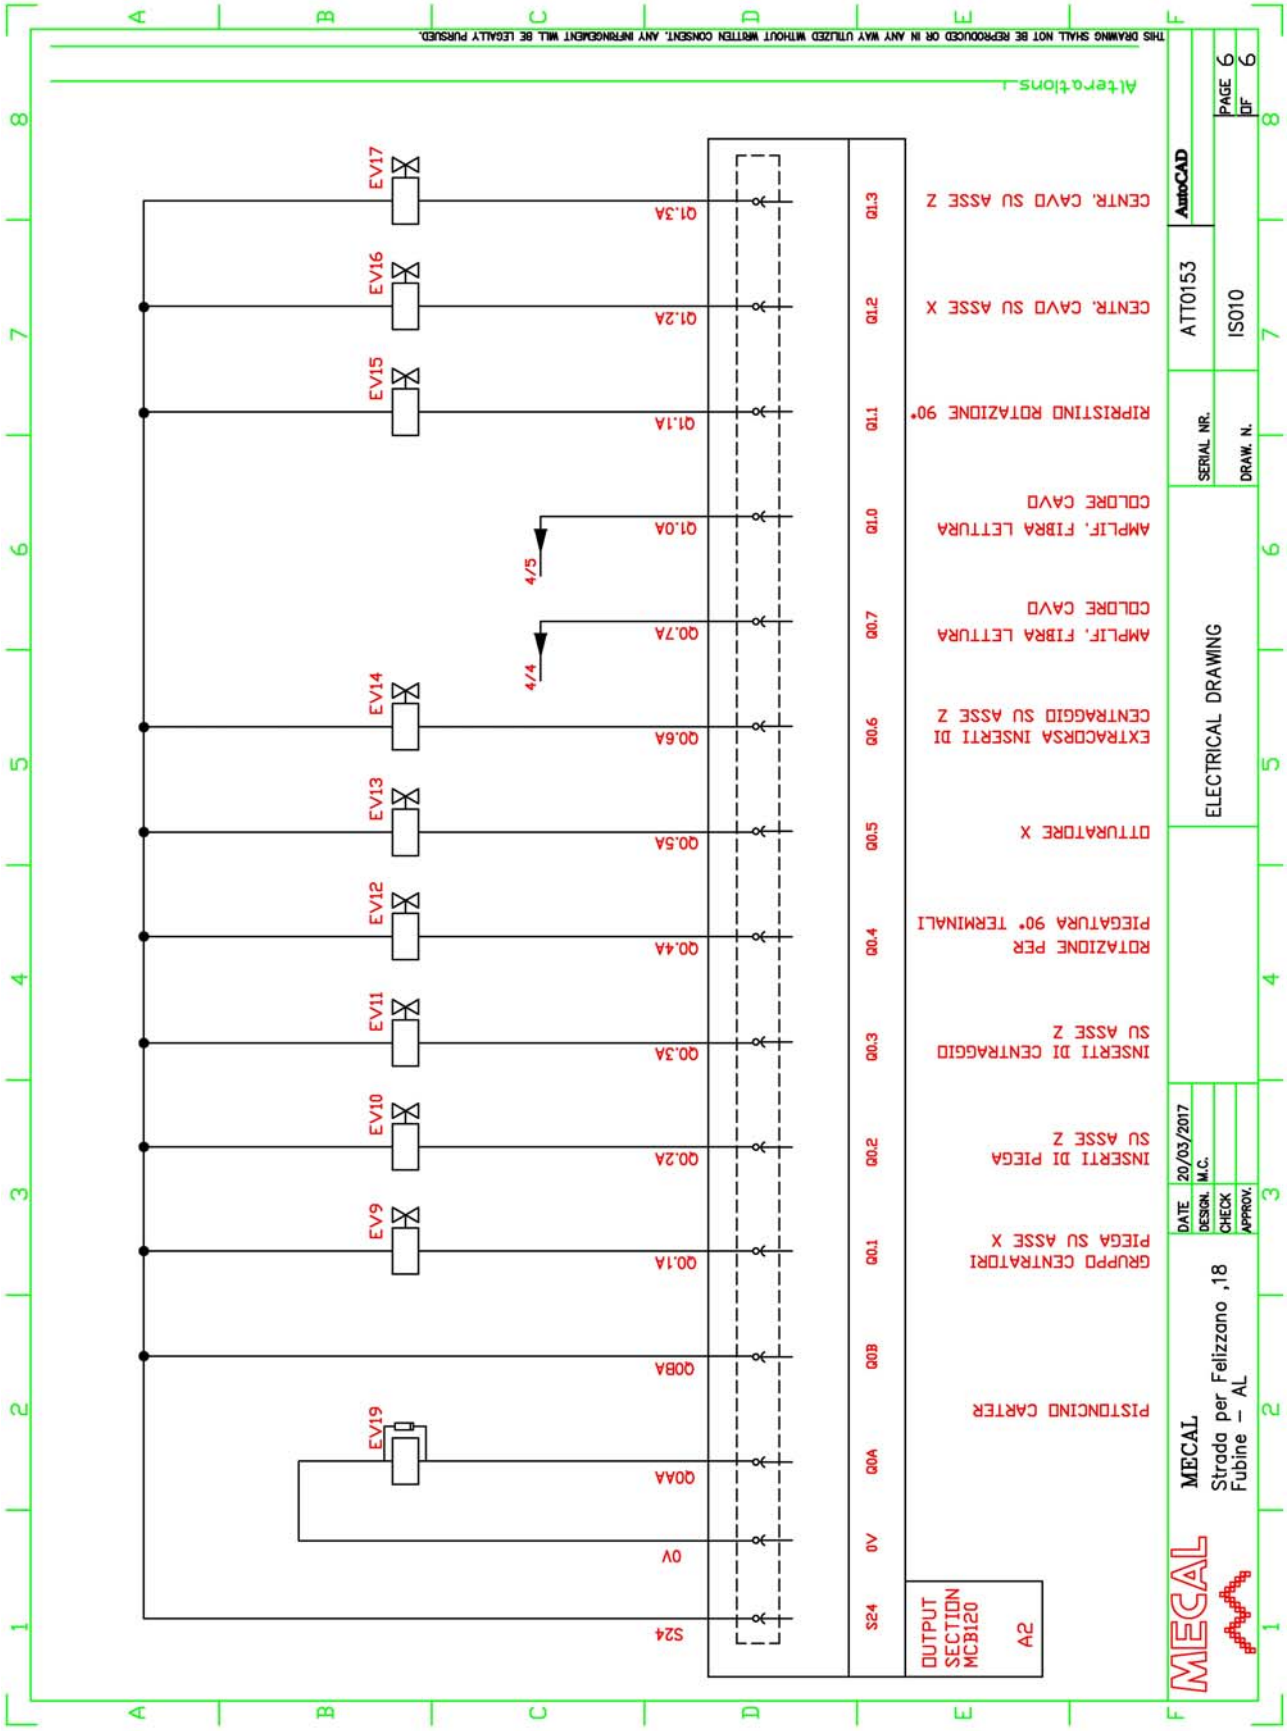 1 2 3 4 5 6 7 8
A
B
C
D
E
F
EV19
EV9
EV10
EV11
EV12
EV13
EV14
EV15
EV16
EV17
4/4
4/5
S24
0V
Q0AA
Q0BA
Q0.1A
Q0.2A
Q0.3A
Q0.4A
Q0.5A
Q0.6A
Q0.7A
Q1.0A
Q1.1A
Q1.2A
Q1.3A
S24
0V
Q0A
Q0B
Q0.1
Q0.2
Q0.3
Q0.4
Q0.5
Q0.6
Q0.7
Q1.0
Q1.1
Q1.2
Q1.3
OUTPUT
SECTION
MCB120
A2
PISTONCINO CARTER
GRUPPO CENTRATORI
PIEGA SU ASSE X
INSERTI DI PIEGA
SU ASSE Z
INSERTI DI CENTRAGGIO
SU ASSE Z
ROTAZIONE PER
PIEGATURA 90° TERMINALI
OTTURATORE X
EXTRACORSA INSERTI DI
CENTRAGGIO SU ASSE Z
AMPLIF. FIBRA LETTURA
COLORE CAVO
AMPLIF. FIBRA LETTURA
COLORE CAVO
RIPRISTINO ROTAZIONE 90°
CENTR. CAVO SU ASSE X
CENTR. CAVO SU ASSE Z
Alterations
THIS DRAWING SHALL NOT BE REPRODUCED OR IN ANY WAY UTILIZED WITHOUT WRITTEN CONSENT. ANY INFRINGEMENT WILL BE LEGALLY PURSUED.
MECAL
MECAL
Strada per Felizzano ,18
Fubine – AL
DATE 20/03/2017
DESIGN. M.C.
CHECK
APPROV.
ELECTRICAL DRAWING
SERIAL NR. ATT0153
DRAW. N. IS010
AutoCAD
PAGE 6
OF 6
1 2 3 4 5 6 7 8
A
B
C
D
E
F